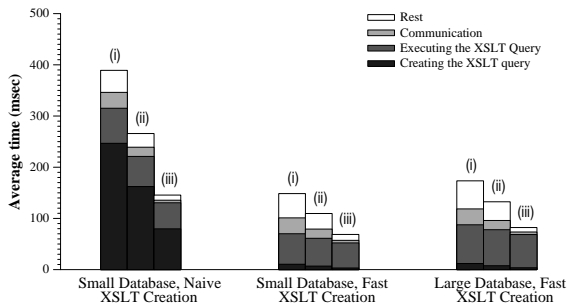 500
400
300
200
100
0
Average time (msec)
Rest
Communication
Executing the XSLT Query
Creating the XSLT query
(i)
(ii)
(iii)
(i)
(ii)
(iii)
(i)
(ii)
(iii)
Small Database, Naive
XSLT Creation
Small Database, Fast
XSLT Creation
Large Database, Fast
XSLT Creation